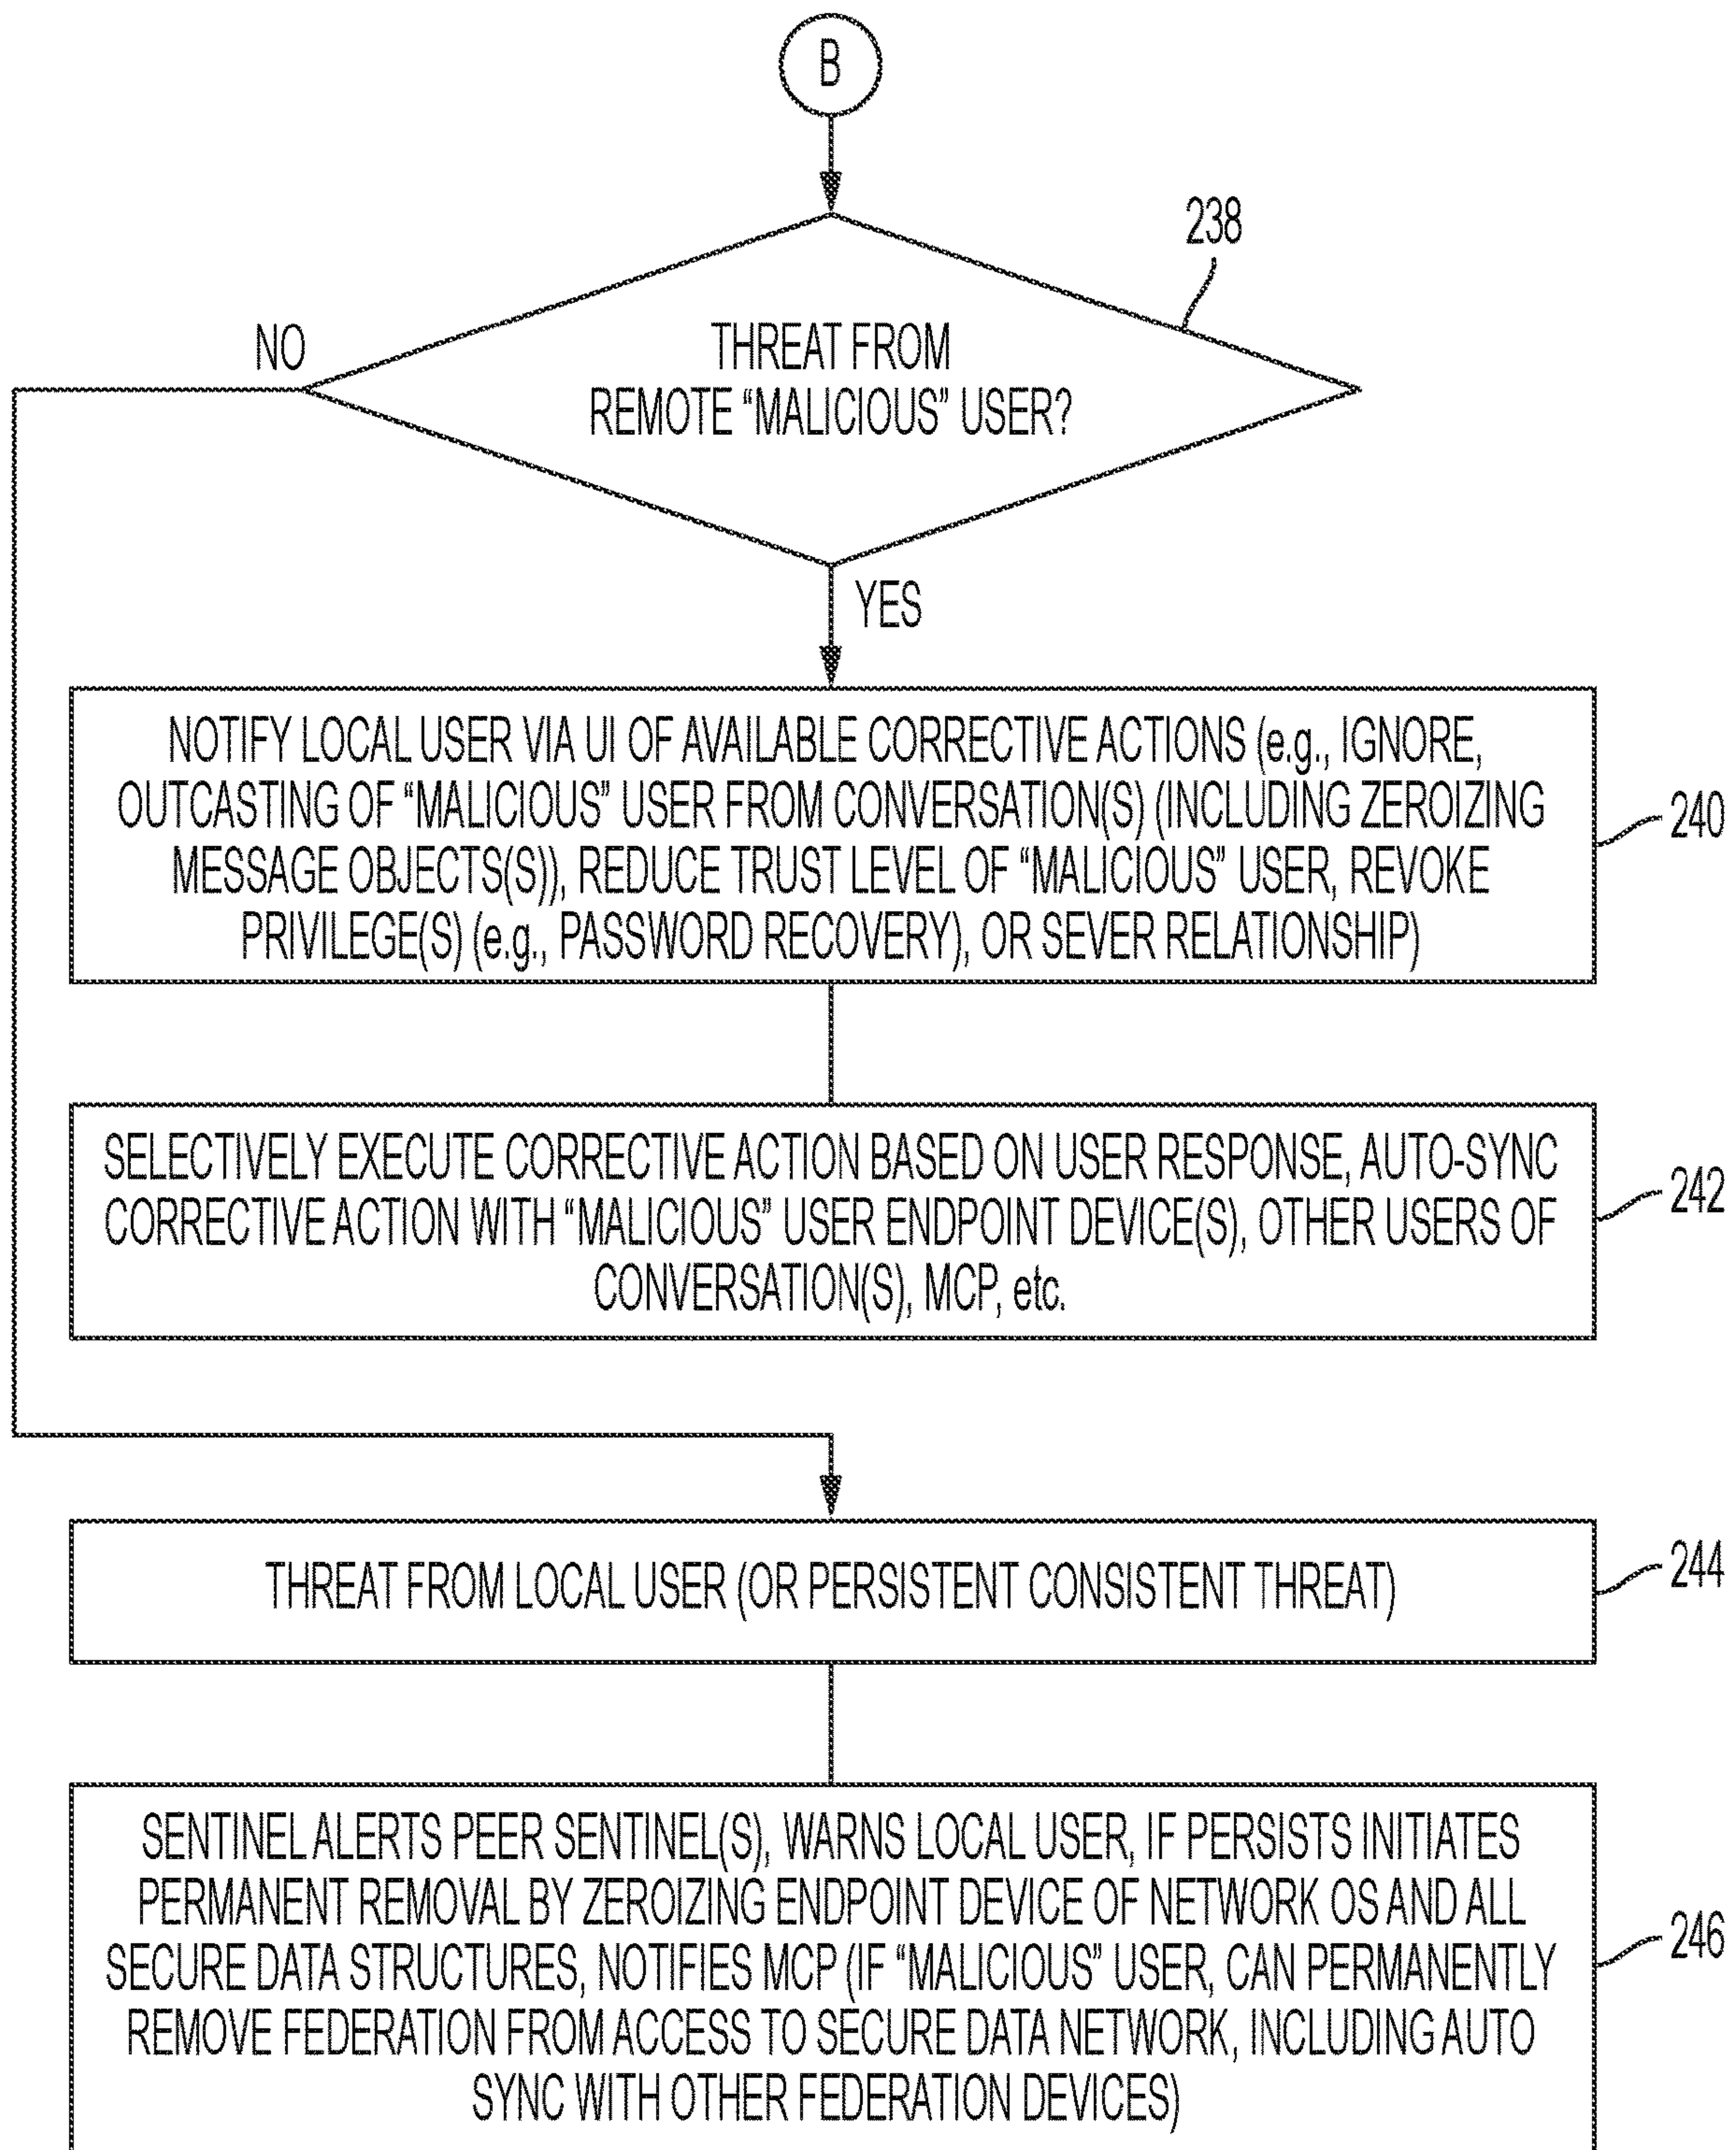 B
238
NO
THREAT FROM
REMOTE “MALICIOUS” USER?
YES
NOTIFY LOCAL USER VIA UI OF AVAILABLE CORRECTIVE ACTIONS (e.g., IGNORE,
OUTCASTING OF “MALICIOUS” USER FROM CONVERSATION(S) (INCLUDING ZEROIZING
MESSAGE OBJECTS(S)), REDUCE TRUST LEVEL OF “MALICIOUS” USER, REVOKE
PRIVILEGE(S) (e.g., PASSWORD RECOVERY), OR SEVER RELATIONSHIP)
240
SELECTIVELY EXECUTE CORRECTIVE ACTION BASED ON USER RESPONSE, AUTO-SYNC
CORRECTIVE ACTION WITH “MALICIOUS” USER ENDPOINT DEVICE(S), OTHER USERS OF
CONVERSATION(S), MCP, etc.
242
THREAT FROM LOCAL USER (OR PERSISTENT CONSISTENT THREAT)
244
SENTINEL ALERTS PEER SENTINEL(S), WARNS LOCAL USER, IF PERSISTS INITIATES
PERMANENT REMOVAL BY ZEROIZING ENDPOINT DEVICE OF NETWORK OS AND ALL
SECURE DATA STRUCTURES, NOTIFIES MCP (IF “MALICIOUS” USER, CAN PERMANENTLY
REMOVE FEDERATION FROM ACCESS TO SECURE DATA NETWORK, INCLUDING AUTO
SYNC WITH OTHER FEDERATION DEVICES)
246